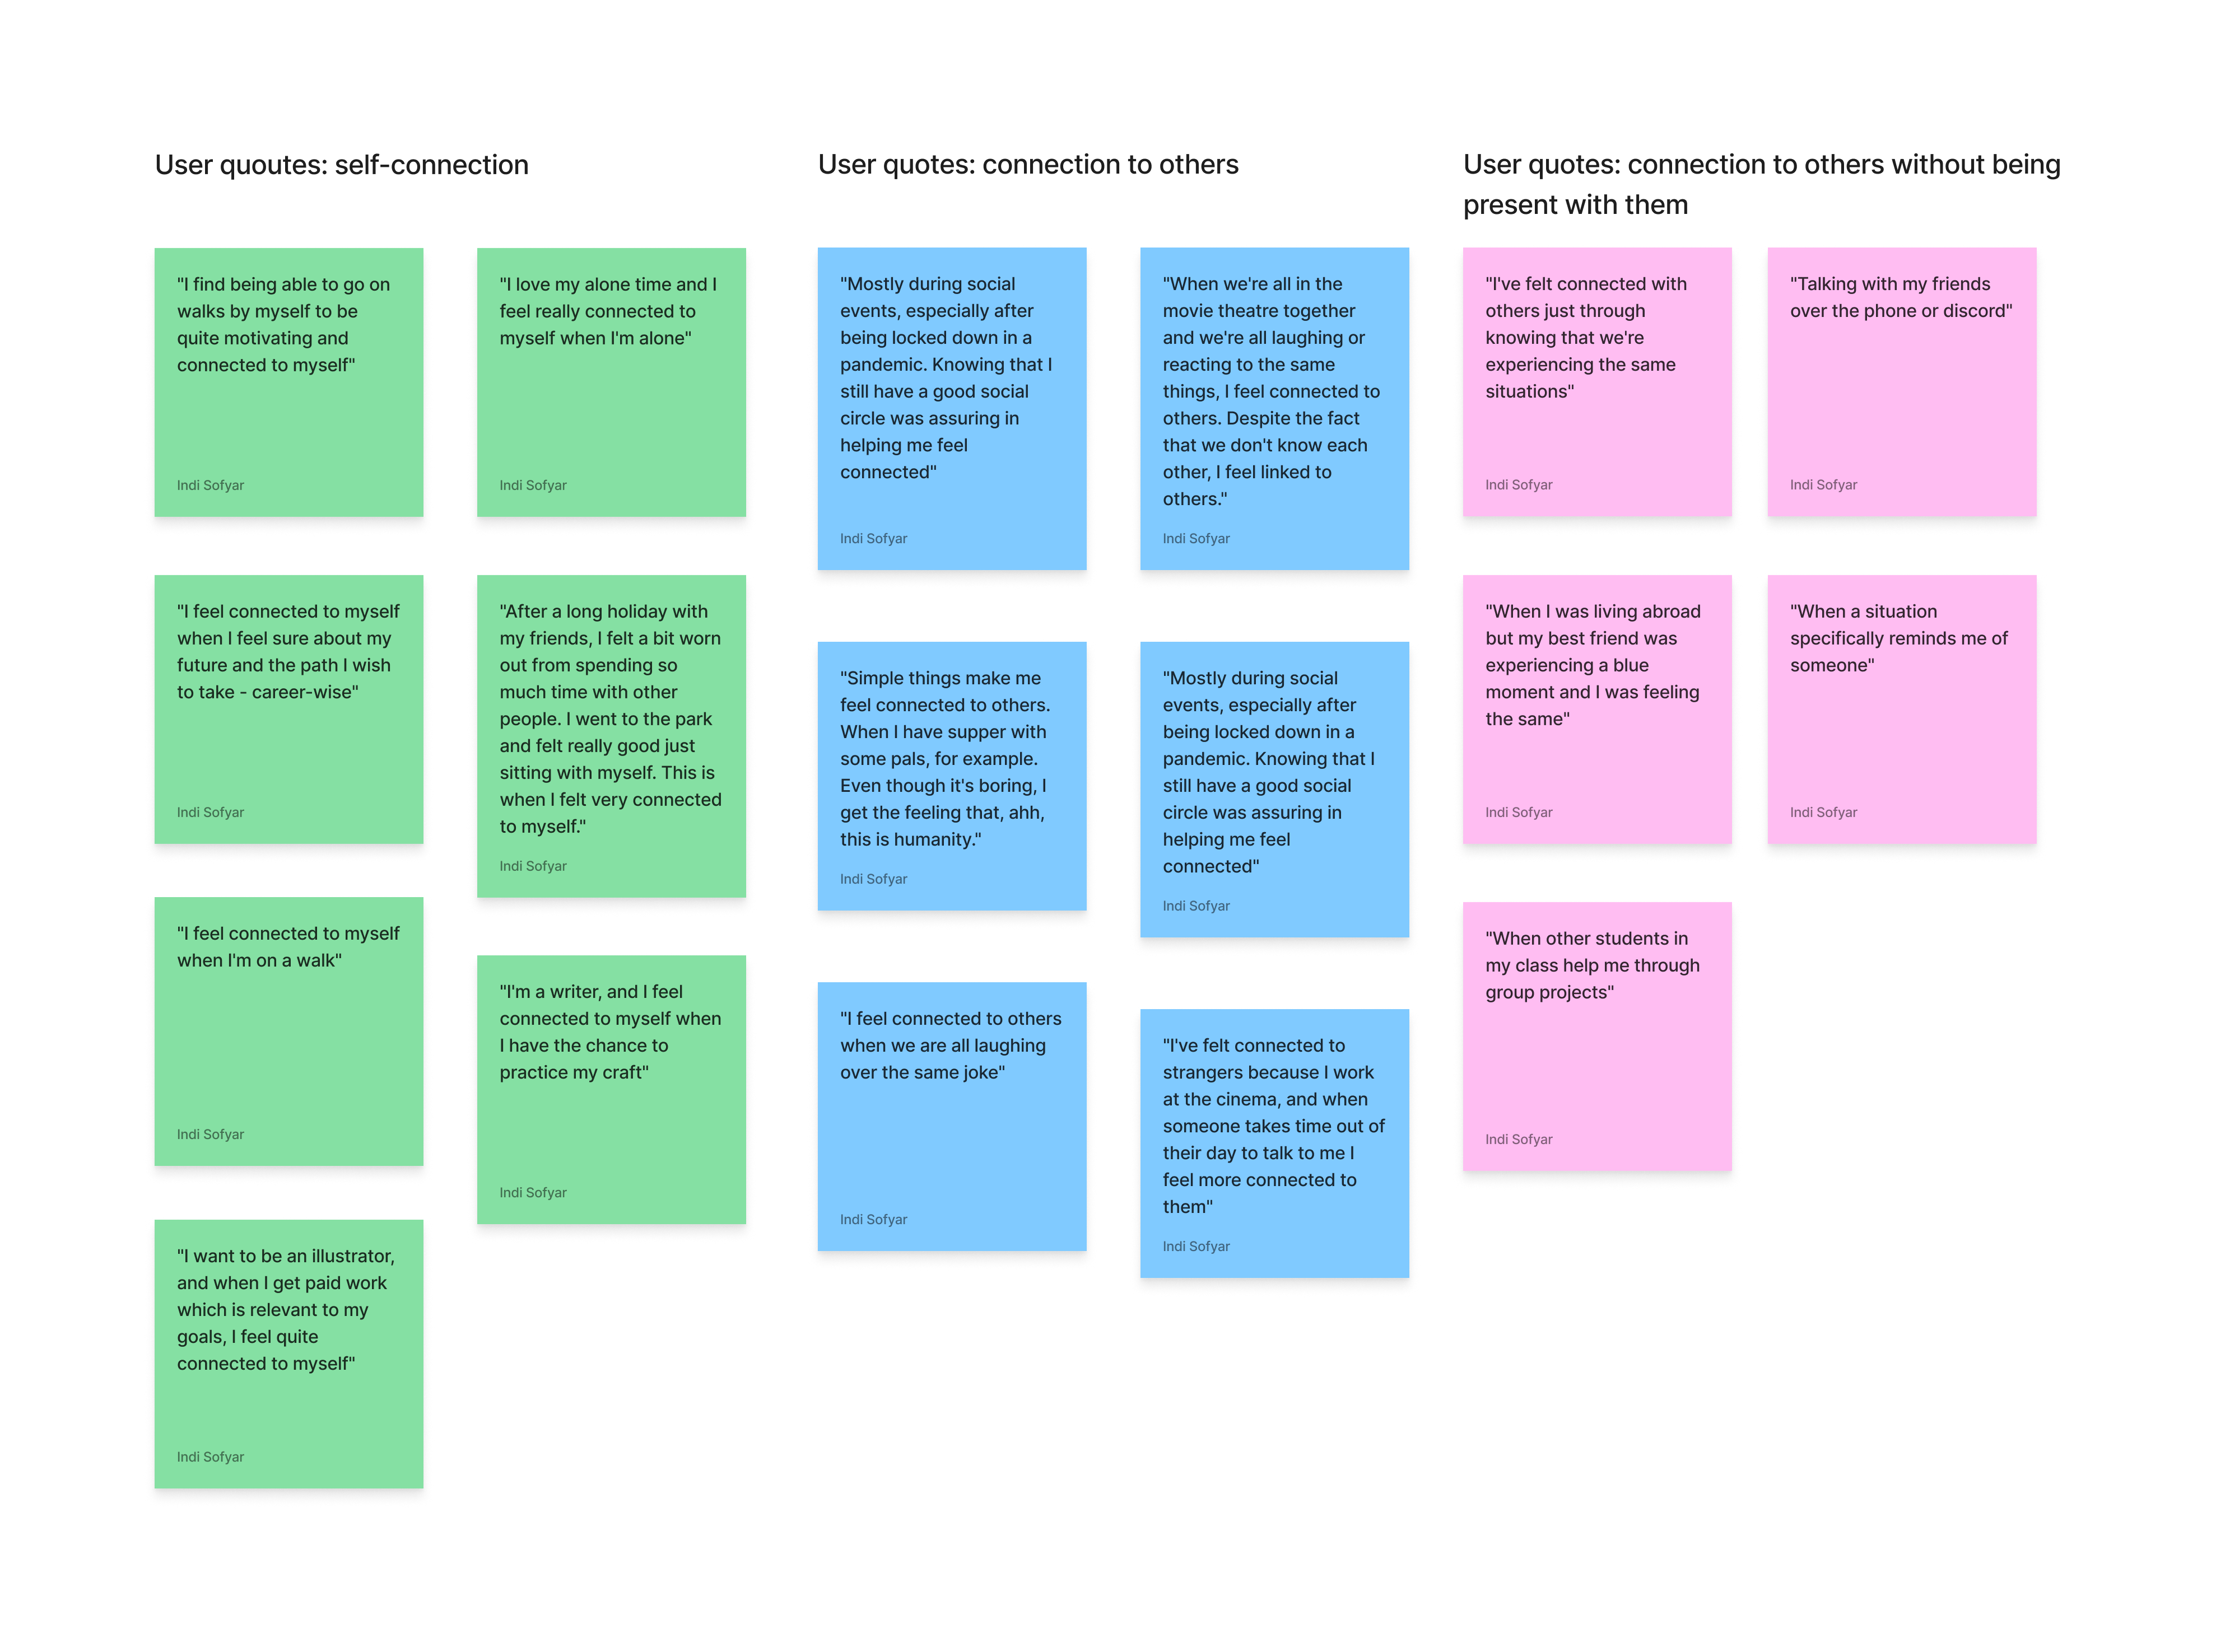 User quoutes: self-connection
"I find being able to go on
walks by myself to be
quite motivating and
connected to myself"
Indi Sofyar
"I love my alone time and I
feel really connected to
myself when I'm alone"
Indi Sofyar
"I feel connected to myself
when I feel sure about my
future and the path I wish
to take - career-wise"
Indi Sofyar
"After a long holiday with
my friends, I felt a bit worn
out from spending so
much time with other
people. I went to the park
and felt really good just
sitting with myself. This is
when I felt very connected
to myself."
Indi Sofyar
"I feel connected to myself
when I'm on a walk"
Indi Sofyar
"I'm a writer, and I feel
connected to myself when
I have the chance to
practice my craft"
Indi Sofyar
"I want to be an illustrator,
and when I get paid work
which is relevant to my
goals, I feel quite
connected to myself"
Indi Sofyar
User quotes: connection to others
"Mostly during social
events, especially after
being locked down in a
pandemic. Knowing that I
still have a good social
circle was assuring in
helping me feel
connected"
Indi Sofyar
"When we're all in the
movie theatre together
and we're all laughing or
reacting to the same
things, I feel connected to
others. Despite the fact
that we don't know each
other, I feel linked to
others."
Indi Sofyar
"Simple things make me
feel connected to others.
When I have supper with
some pals, for example.
Even though it's boring, I
get the feeling that, ahh,
this is humanity."
Indi Sofyar
"Mostly during social
events, especially after
being locked down in a
pandemic. Knowing that I
still have a good social
circle was assuring in
helping me feel
connected"
Indi Sofyar
"I feel connected to others
when we are all laughing
over the same joke"
Indi Sofyar
"I've felt connected to
strangers because I work
at the cinema, and when
someone takes time out of
their day to talk to me I
feel more connected to
them"
Indi Sofyar
User quotes: connection to others without being
present with them
"I've felt connected with
others just through
knowing that we're
experiencing the same
situations"
Indi Sofyar
"Talking with my friends
over the phone or discord"
Indi Sofyar
"When I was living abroad
but my best friend was
experiencing a blue
moment and I was feeling
the same"
Indi Sofyar
"When a situation
specifically reminds me of
someone"
Indi Sofyar
"When other students in
my class help me through
group projects"
Indi Sofyar